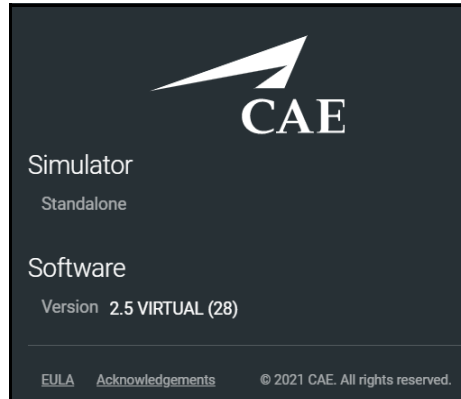 CAE
Simulator
Standalone
Software
Version 2.5 VIRTUAL (28)
EULA Acknowledgements © 2021 CAE. All rights reserved.